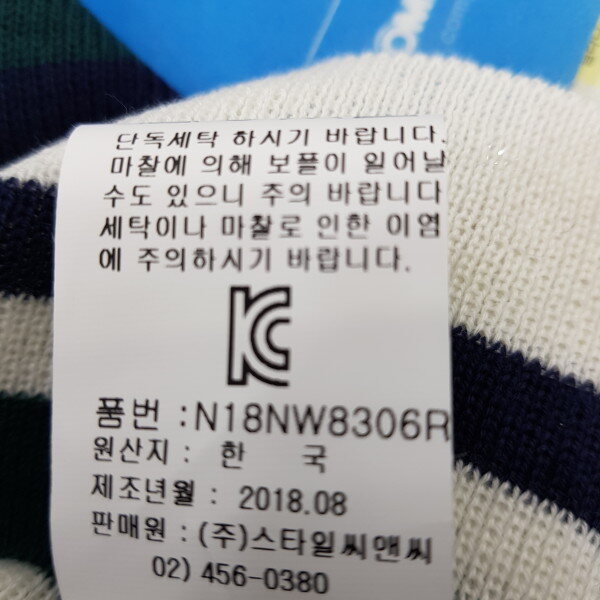 단독세탁 하시기 바랍니다.
마찰에 의해 보풀이 일어날
수도 있으니 주의 바랍니다
세탁이나 마찰로 인한 이염
에 주의하시기 바랍니다.
KC
품번 :N18NW8306R
원산지 : 한 국
제조년월 : 2018.08
판매원 : (주)스타일씨앤씨
02) 456-0380